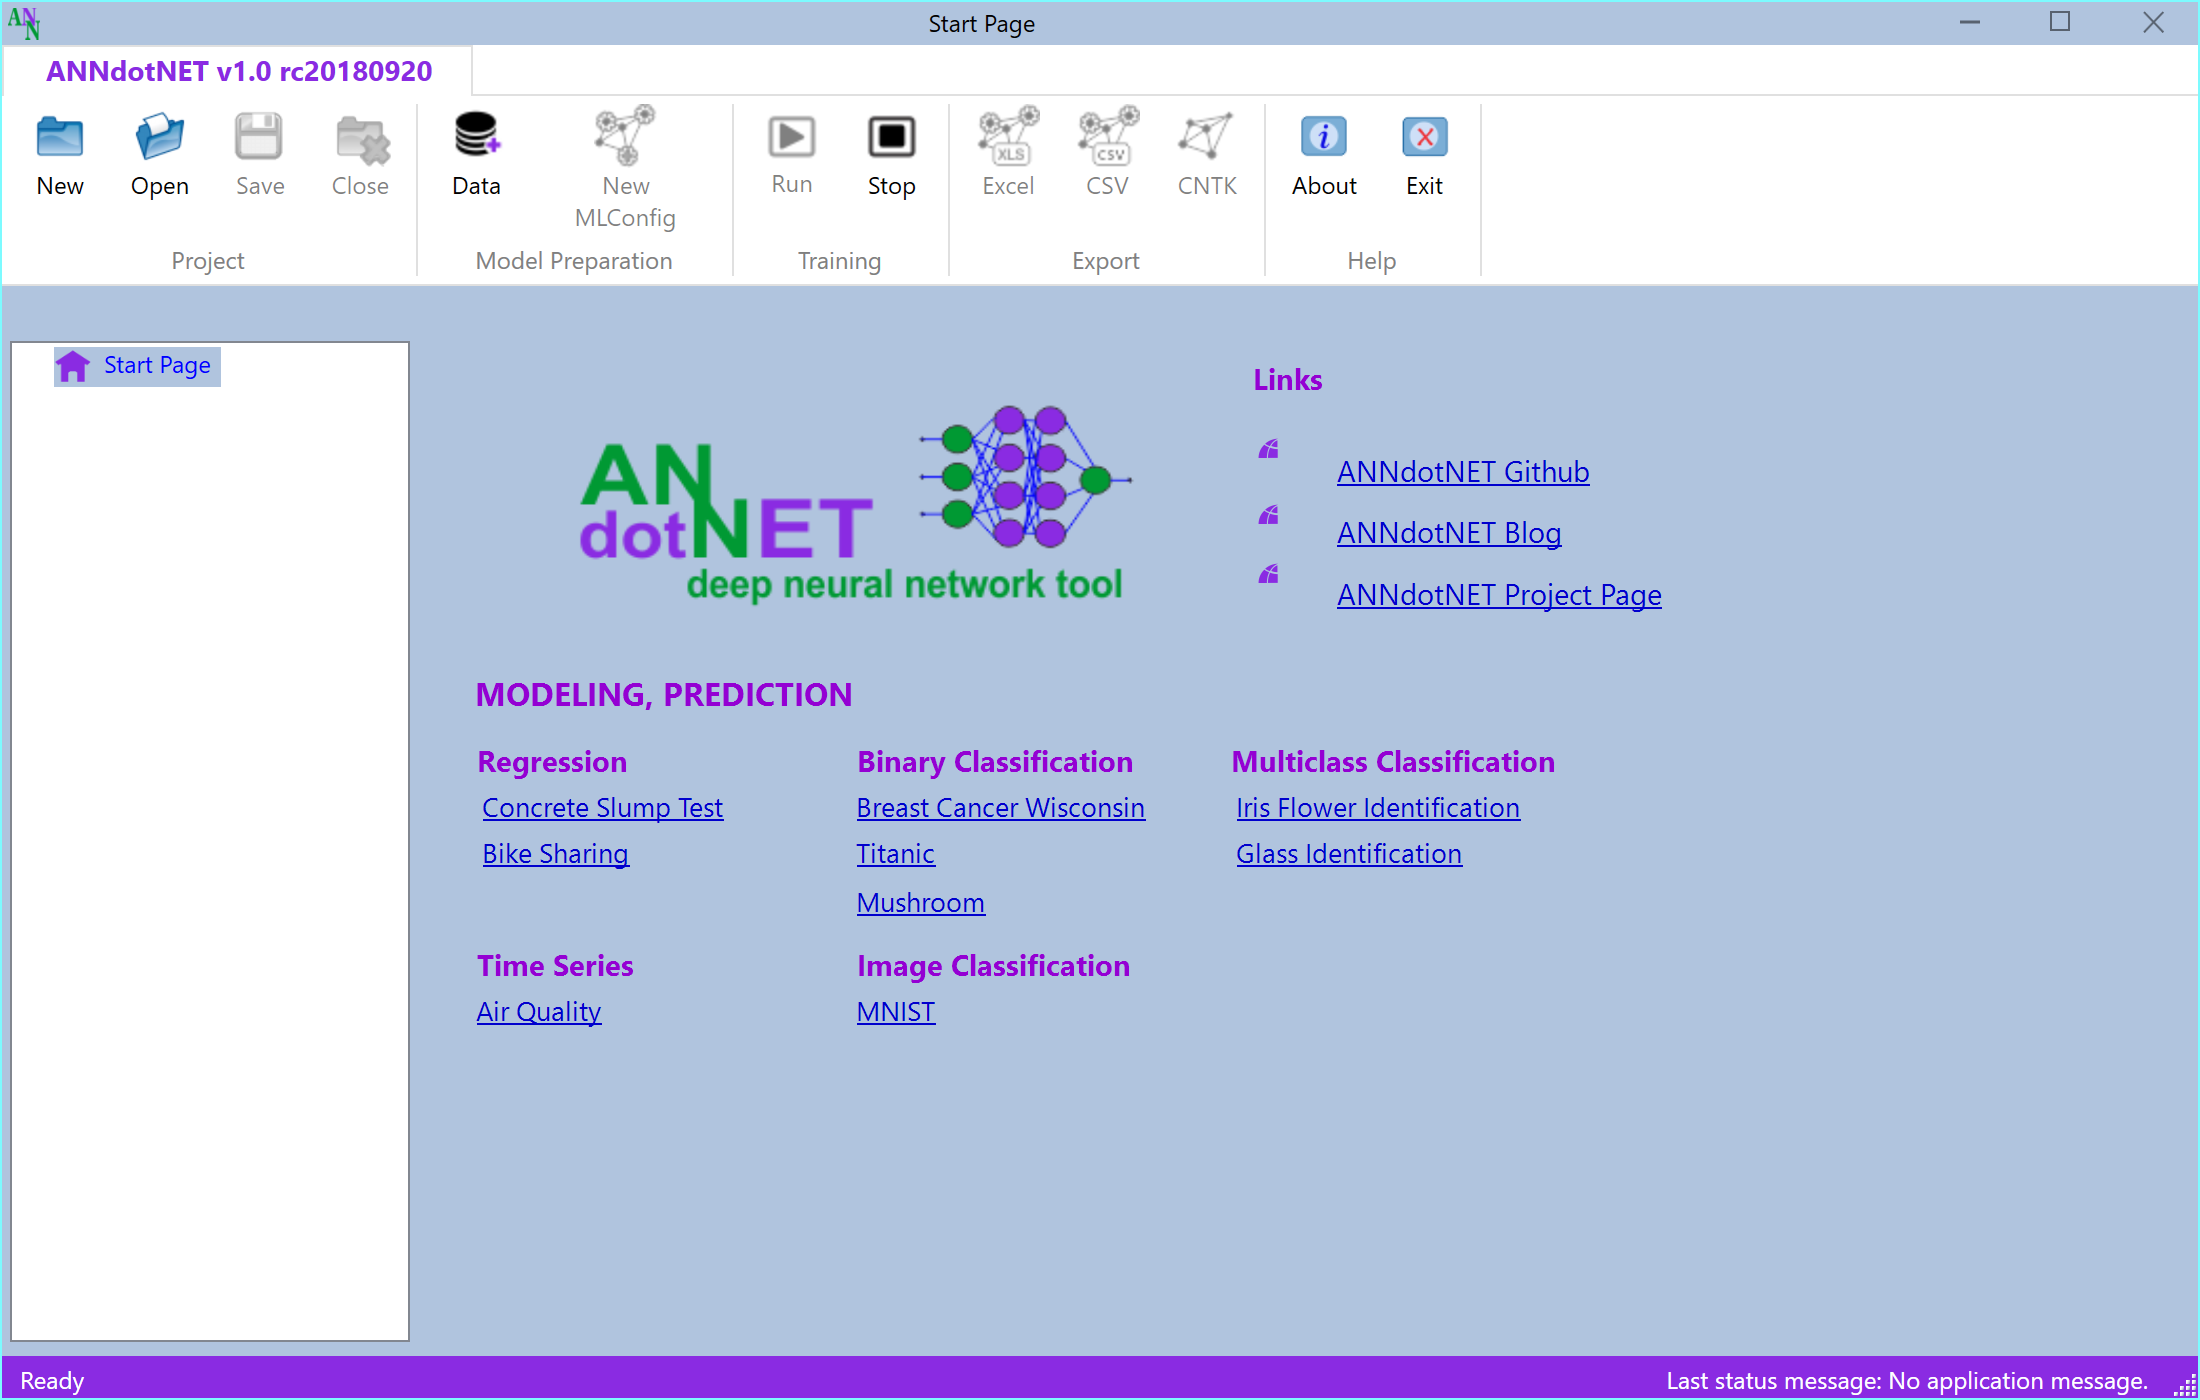 Start Page
ANNdotNET v1.0 rc20180920
New Open Save Close Data New MLConfig Run Stop Excel CSV CNTK About Exit
XLS CSV
Project Model Preparation Training Export Help
Start Page
Links
ANNdotNET Github
ANNdotNET Blog
ANNdotNET Project Page
ANN
dotNET
deep neural network tool
MODELING, PREDICTION
Regression
Concrete Slump Test
Bike Sharing
Binary Classification
Breast Cancer Wisconsin
Titanic
Mushroom
Multiclass Classification
Iris Flower Identification
Glass Identification
Time Series
Air Quality
Image Classification
MNIST
Ready
Last status message: No application message.